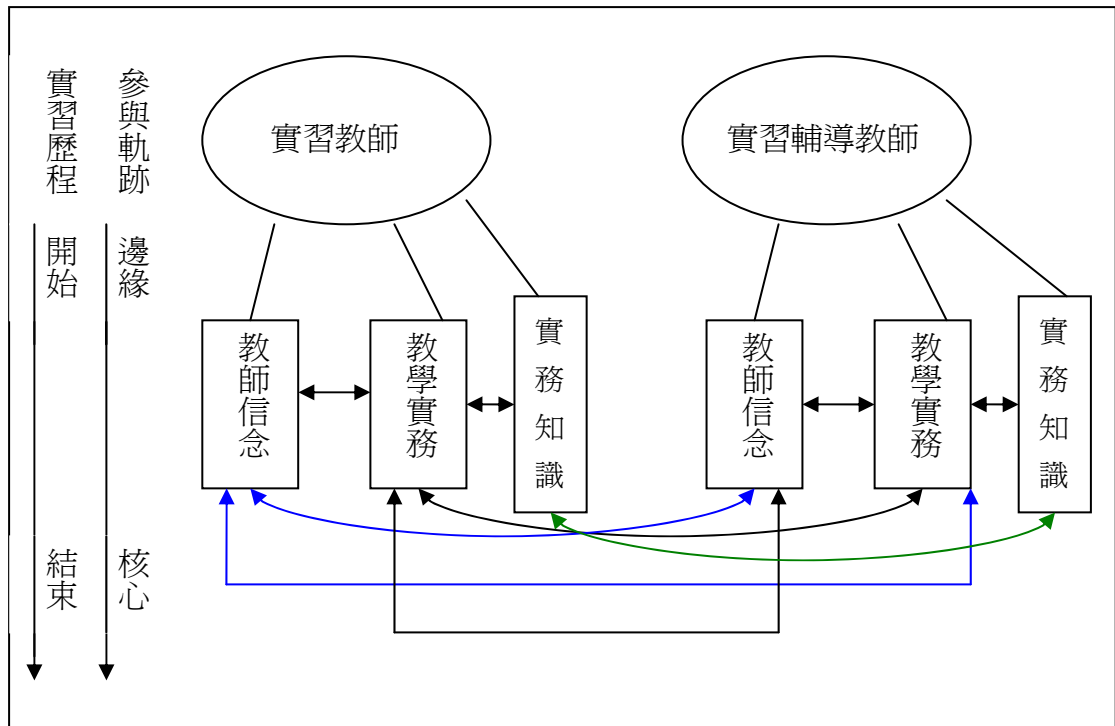 實習歷程
開始
結束
參與軌跡
邊緣
核心
實習教師
實習輔導教師
教師信念
教學實務
實務知識
教師信念
教學實務
實務知識